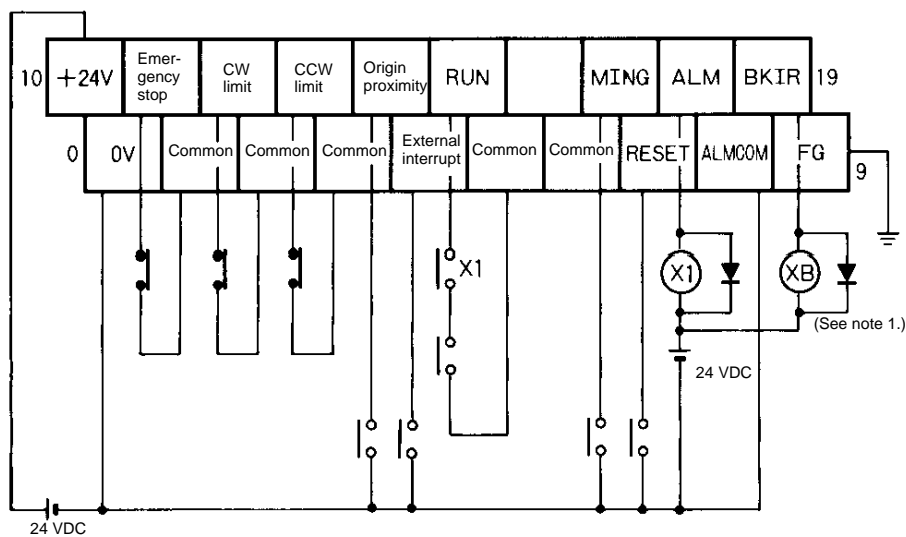 10
+24V
Emer-
gency
stop
CW
limit
CCW
limit
Origin
proximity
RUN
MING
ALM
BKIR
19
0
0V
Common
Common
Common
External
interrupt
Common
Common
RESET
ALMCOM
FG
9
X1
X1
XB
(See note 1.)
24 VDC
24 VDC